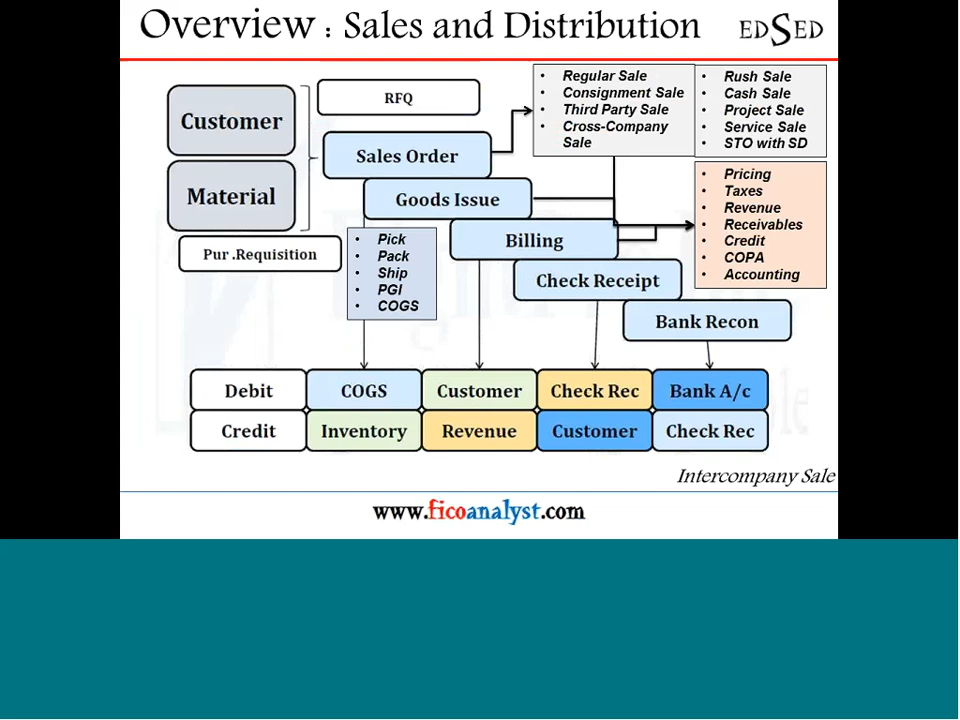 Overview : Sales and Distribution
EDSED
Customer
Material
Pur .Requisition
RFQ
Sales Order
Goods Issue
Billing
Check Receipt
Bank Recon
• Regular Sale
• Consignment Sale
• Third Party Sale
• Cross-Company
Sale
• Rush Sale
• Cash Sale
• Project Sale
• Service Sale
• STO with SD
• Pricing
• Taxes
• Revenue
• Receivables
• Credit
• COPA
• Accounting
• Pick
• Pack
• Ship
• PGI
• COGS
Debit COGS Customer Check Rec Bank A/c
Credit Inventory Revenue Customer Check Rec
Intercompany Sale
www.ficoanalyst.com